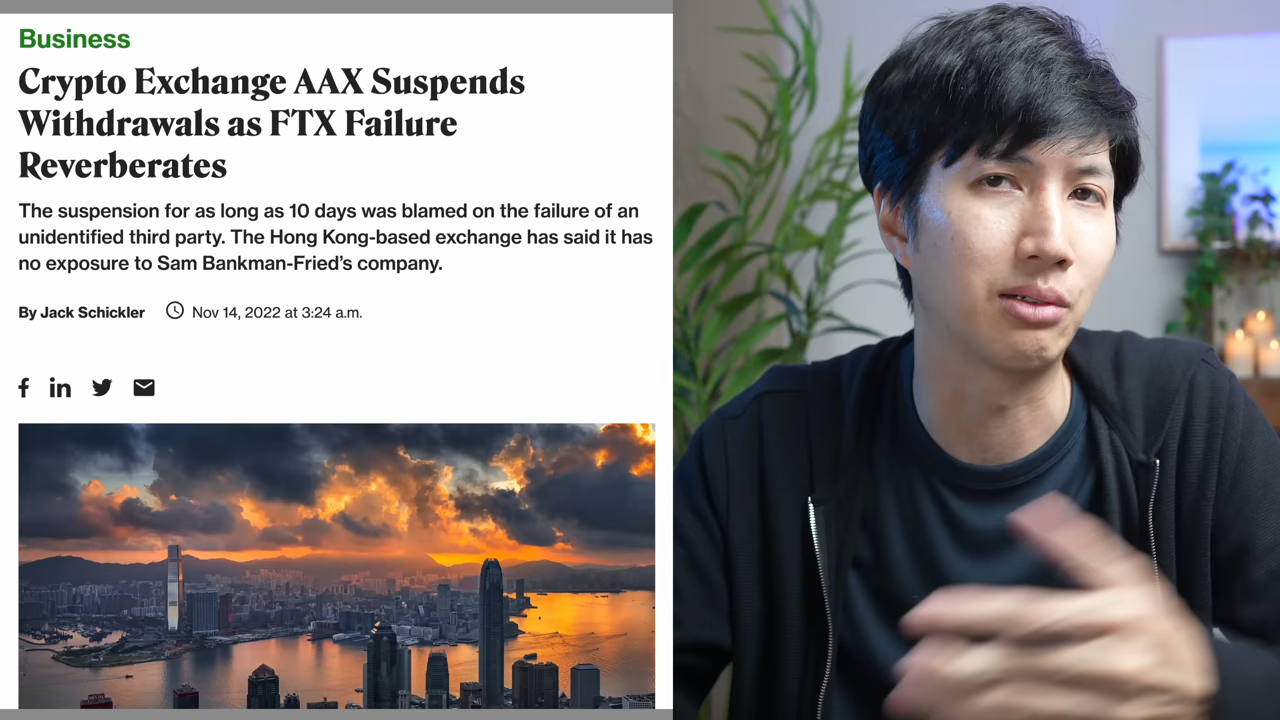 Business
Crypto Exchange AAX Suspends
Withdrawals as FTX Failure
Reverberates
The suspension for as long as 10 days was blamed on the failure of an
unidentified third party. The Hong Kong-based exchange has said it has
no exposure to Sam Bankman-Fried’s company.
By Jack Schickler Nov 14, 2022 at 3:24 a.m.